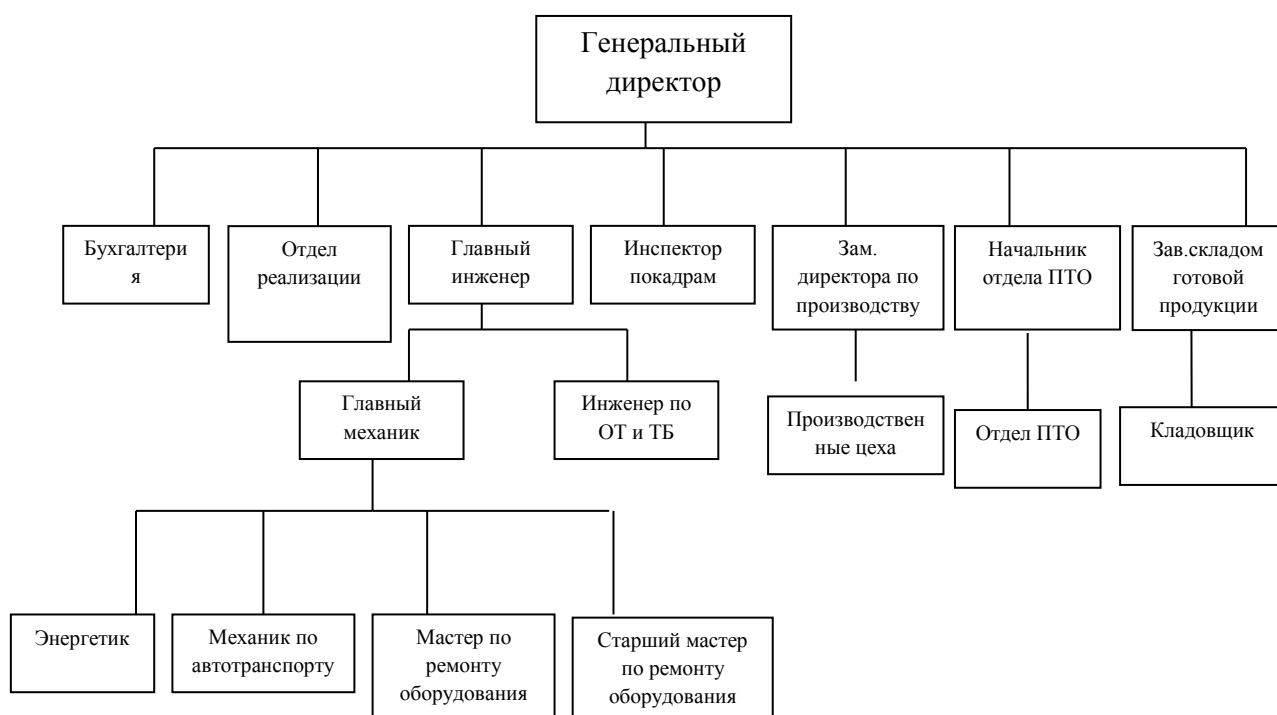 Генеральный
директор
Бухгалтери
я
Отдел
реализации
Главный
инженер
Инспектор
покадрам
Зам.
директора по
производству
Начальник
отдела ПТО
Зав.складом
готовой
продукции
Главный
механик
Инженер по
ОТ и ТБ
Производствен
ные цеха
Отдел ПТО
Кладовщик
Энергетик
Механик по
автотранспорту
Мастер по
ремонту
оборудования
Старший мастер
по ремонту
оборудования